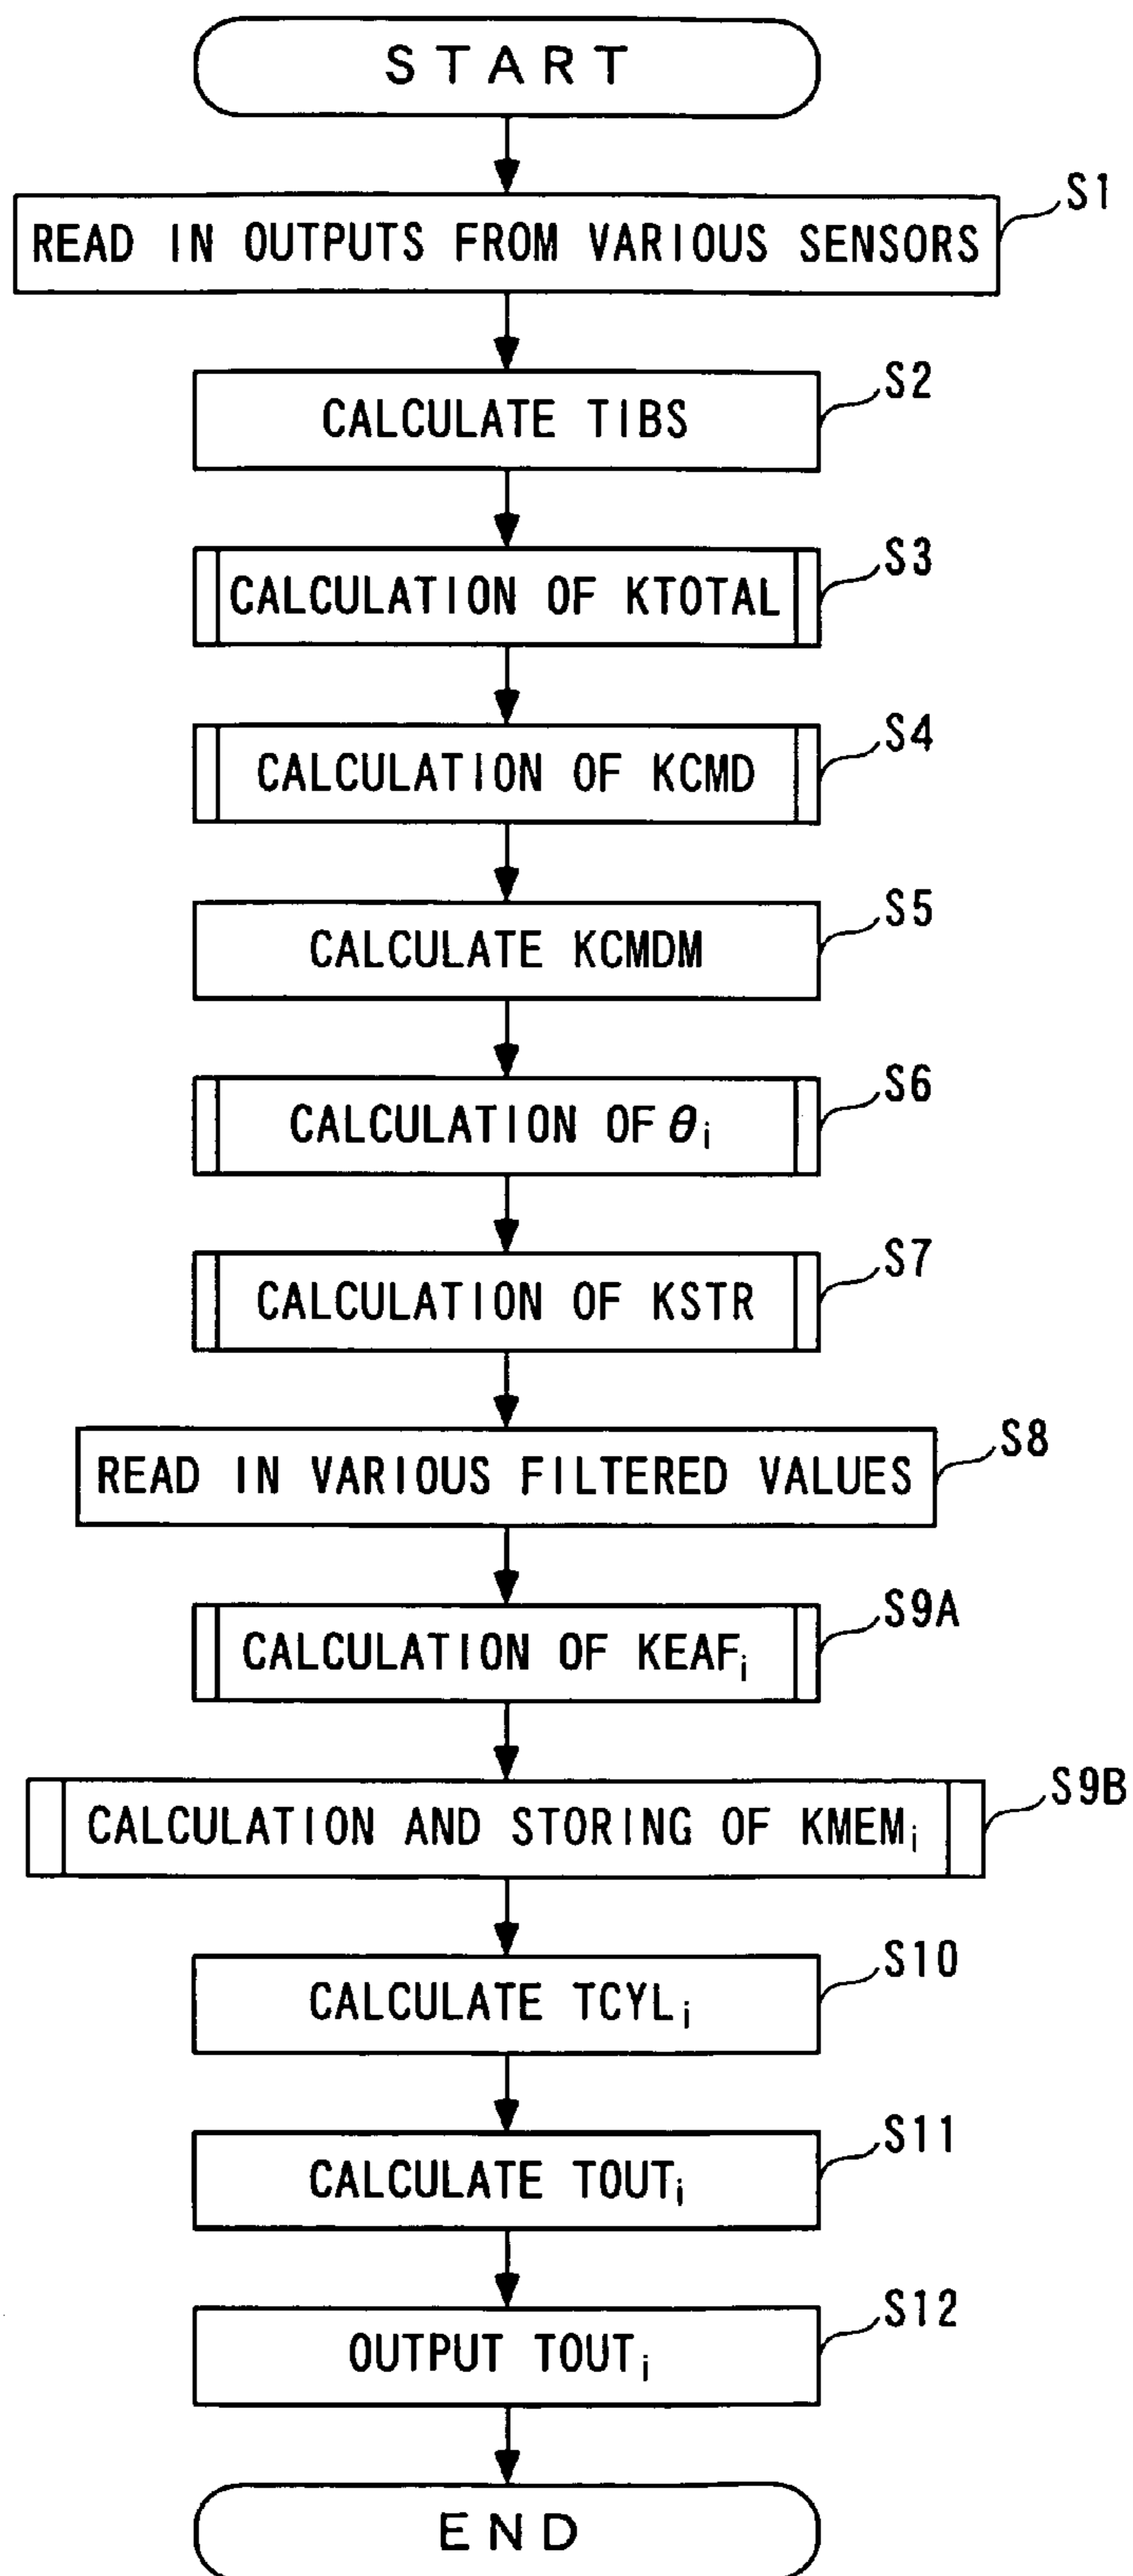 START
S1
READ IN OUTPUTS FROM VARIOUS SENSORS
S2
CALCULATE TIBS
S3
CALCULATION OF KTOTAL
S4
CALCULATION OF KCMD
S5
CALCULATE KCMDM
S6
CALCULATION OF θi
S7
CALCULATION OF KSTR
S8
READ IN VARIOUS FILTERED VALUES
S9A
CALCULATION OF KEAFi
S9B
CALCULATION AND STORING OF KMEMi
S10
CALCULATE TCYLi
S11
CALCULATE TOUTi
S12
OUTPUT TOUTi
END